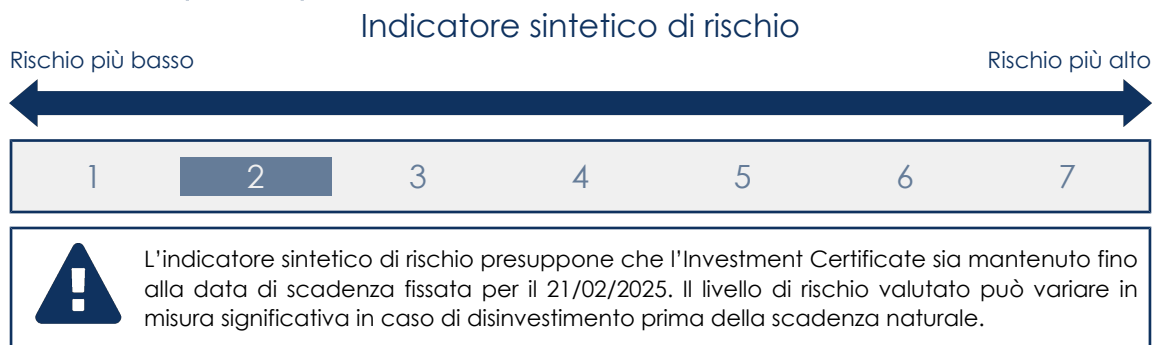 Indicatore sintetico di rischio
Rischio più basso
Rischio più alto
1 2 3 4 5 6 7
L'indicatore sintetico di rischio presuppone che l'Investment Certificate sia mantenuto fino
alla data di scadenza fissata per il 21/02/2025. Il livello di rischio valutato può variare in
misura significativa in caso di disinvestimento prima della scadenza naturale.